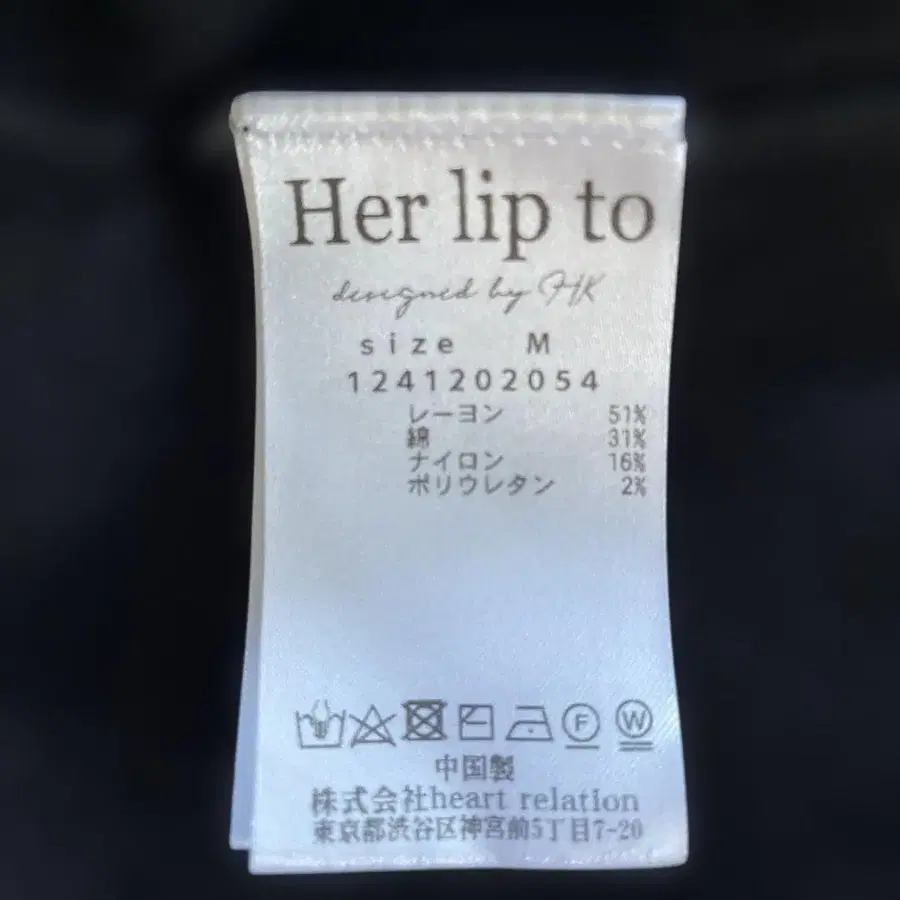 Her lip to
designed by HK
size M
1241202054
レーヨン 51%
綿 31%
ナイロン 16%
ポリウレタン 2%
F W
中国製
株式会社heart relation
東京都渋谷区神宮前5丁目7-20